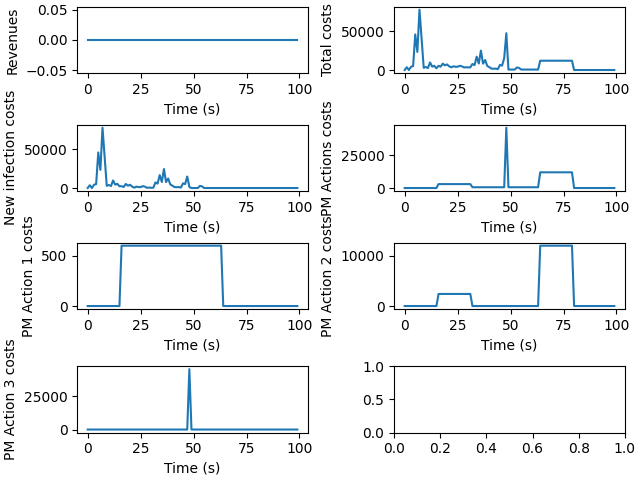 Revenues
0.05
0.00
−0.05
0 25 50 75 100
Time (s)
Total costs
50000
0
0 25 50 75 100
Time (s)
New infection costs
50000
0
0 25 50 75 100
Time (s)
PM Actions costs
25000
0
0 25 50 75 100
Time (s)
PM Action 1 costs
500
0
0 25 50 75 100
Time (s)
PM Action 2 costs
10000
0
0 25 50 75 100
Time (s)
PM Action 3 costs
25000
0
0 25 50 75 100
Time (s)
1.0
0.5
0.0
0.0 0.2 0.4 0.6 0.8 1.0